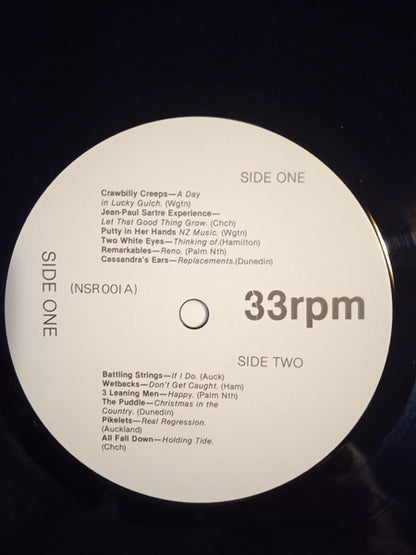 SIDE ONE
Crawbilly Creeps—A Day
in Lucky Gulch. (Wgtn)
Jean-Paul Sartre Experience—
Let That Good Thing Grow. (Chch)
Putty in Her Hands NZ Music. (Wgtn)
Two White Eyes—Thinking of.(Hamilton)
Remarkables—Reno. (Palm Nth)
Cassandra's Ears—Replacements.(Dunedin)
SIDE ONE
(NSR001A)
33rpm
SIDE TWO
Battling Strings—If I Do. (Auck)
Wetbacks—Don't Get Caught. (Ham)
3 Leaning Men—Happy. (Palm Nth)
The Puddle—Christmas in the
Country. (Dunedin)
Pikelets—Real Regression.
(Auckland)
All Fall Down—Holding Tide.
(Chch)